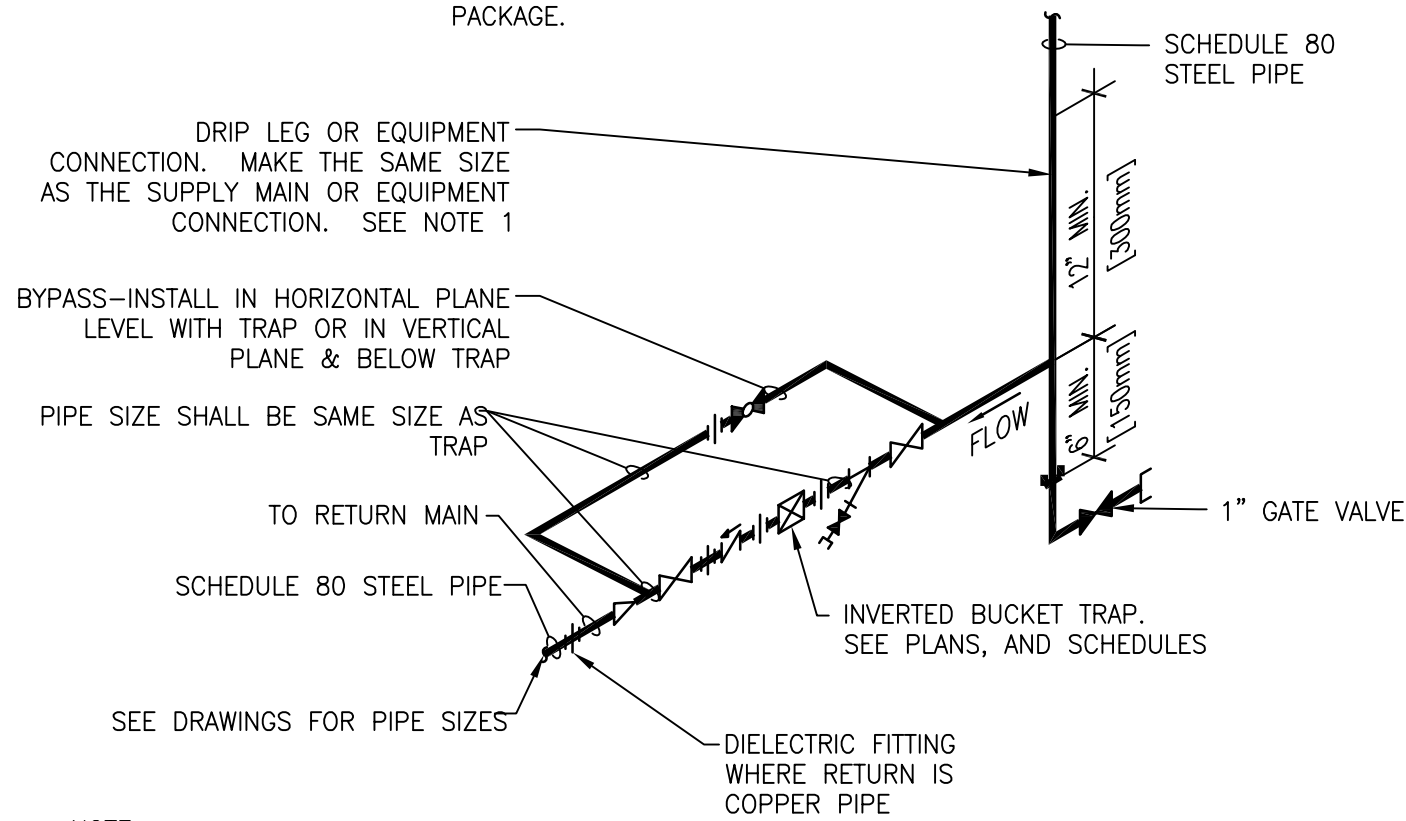 PACKAGE.
SCHEDULE 80
STEEL PIPE
DRIP LEG OR EQUIPMENT
CONNECTION. MAKE THE SAME SIZE
AS THE SUPPLY MAIN OR EQUIPMENT
CONNECTION. SEE NOTE 1
12" MIN.
[300mm]
BYPASS-INSTALL IN HORIZONTAL PLANE
LEVEL WITH TRAP OR IN VERTICAL
PLANE & BELOW TRAP
6" MIN.
[150mm]
PIPE SIZE SHALL BE SAME SIZE AS
TRAP
FLOW
TO RETURN MAIN
1" GATE VALVE
SCHEDULE 80 STEEL PIPE
INVERTED BUCKET TRAP.
SEE PLANS, AND SCHEDULES
SEE DRAWINGS FOR PIPE SIZES
DIELECTRIC FITTING
WHERE RETURN IS
COPPER PIPE